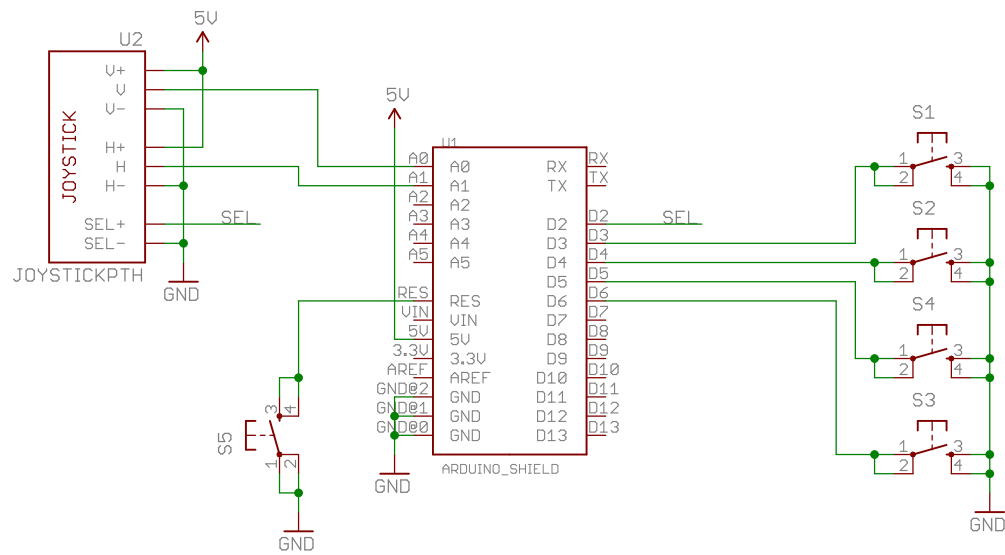 5V
U2
V+
V
V-
H+
H
H-
SEL+
SEL-
JOYSTICK
JOYSTICKPTH
SEL
GND
5V
U1
A0
A1
A2
A3
A4
A5
RES
VIN
5V
3.3V
AREF
GND@2
GND@1
GND@0
A0
A1
A2
A3
A4
A5
RES
VIN
5V
3.3V
AREF
GND
GND
GND
RX
TX
D2
D3
D4
D5
D6
D7
D8
D9
D10
D11
D12
D13
RX
TX
D2
D3
D4
D5
D6
D7
D8
D9
D10
D11
D12
D13
ARDUINO_SHIELD
GND
SEL
S1
1 3
2 4
S2
1 3
2 4
S4
1 3
2 4
S3
1 3
2 4
GND
S5
3 4
1 2
GND